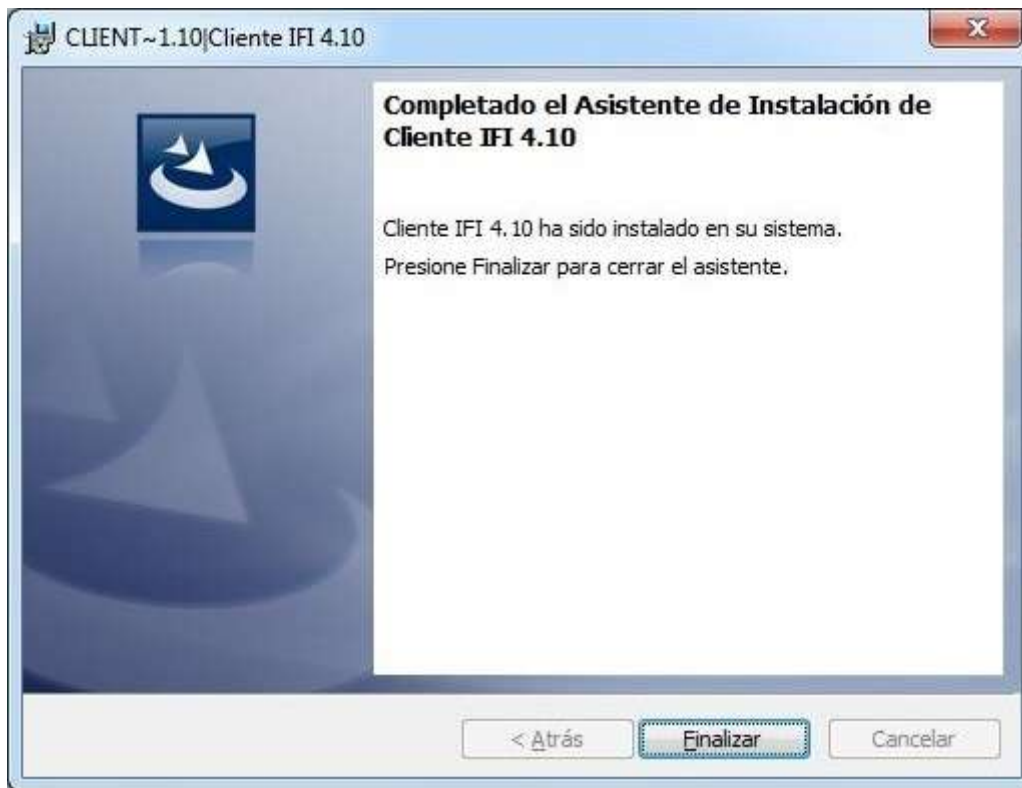 CLIENT~1.10|Cliente IFI 4.10
Completado el Asistente de Instalación de
Cliente IFI 4.10
Cliente IFI 4.10 ha sido instalado en su sistema.
Presione Finalizar para cerrar el asistente.
< Atrás
Finalizar
Cancelar